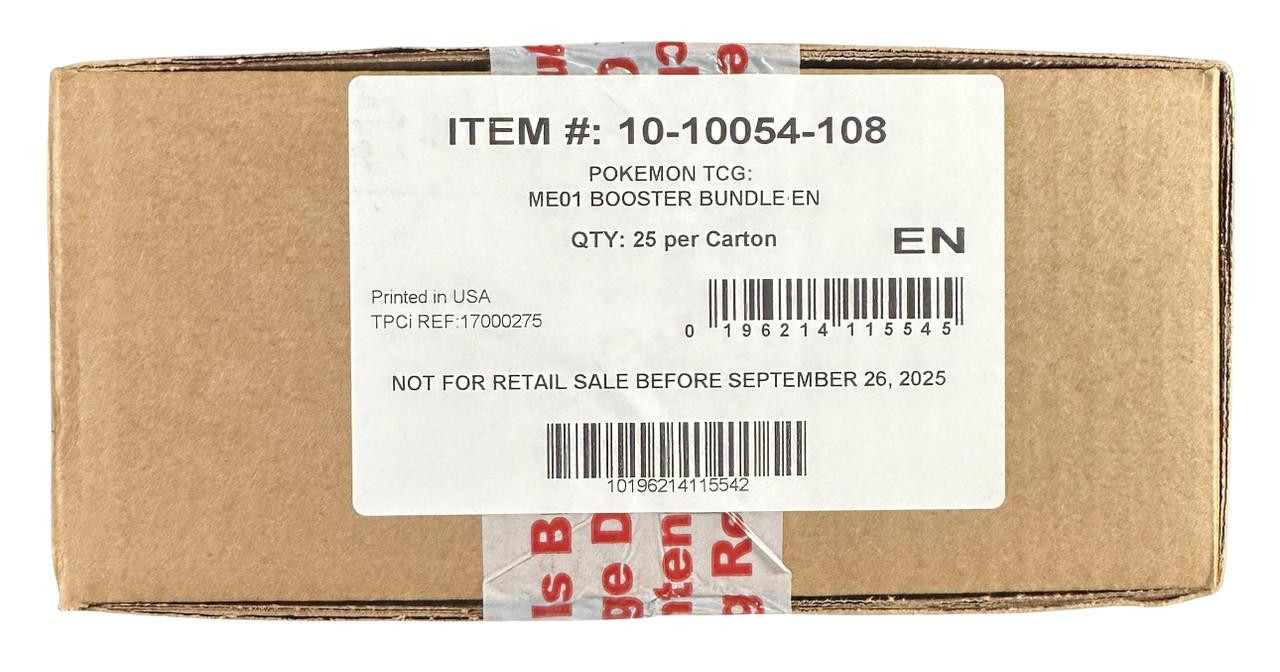 ITEM #: 10-10054-108
POKEMON TCG:
ME01 BOOSTER BUNDLE EN
QTY: 25 per Carton
EN
Printed in USA
TPCi REF:17000275
0 196214 115545
NOT FOR RETAIL SALE BEFORE SEPTEMBER 26, 2025
10196214115542